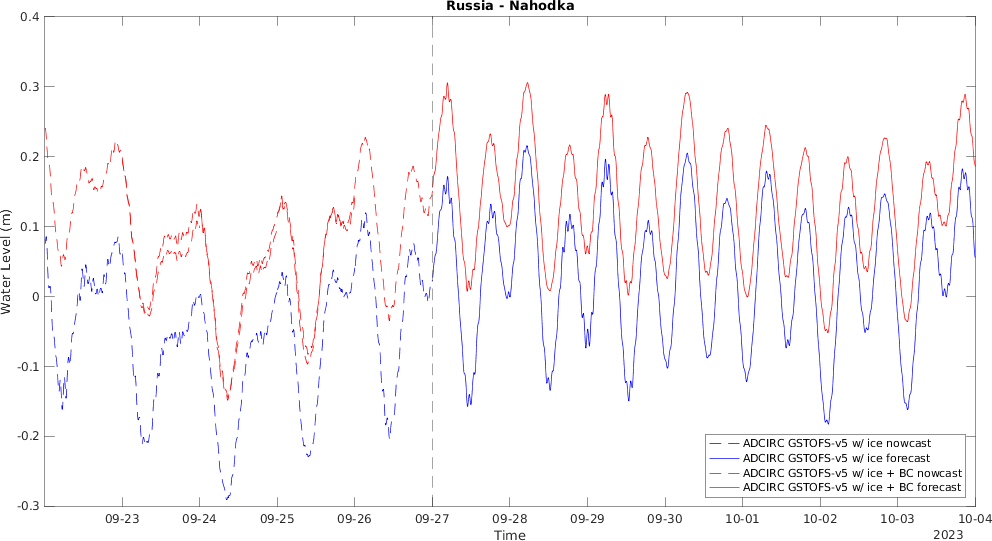 Russia - Nahodka
Water Level (m)
0.4
0.3
0.2
0.1
0
-0.1
-0.2
-0.3
ADCIRC GSTOFS-v5 w/ ice nowcast
ADCIRC GSTOFS-v5 w/ ice forecast
ADCIRC GSTOFS-v5 w/ ice + BC nowcast
ADCIRC GSTOFS-v5 w/ ice + BC forecast
09-23 09-24 09-25 09-26 09-27 09-28 09-29 09-30 10-01 10-02 10-03 10-04
Time
2023